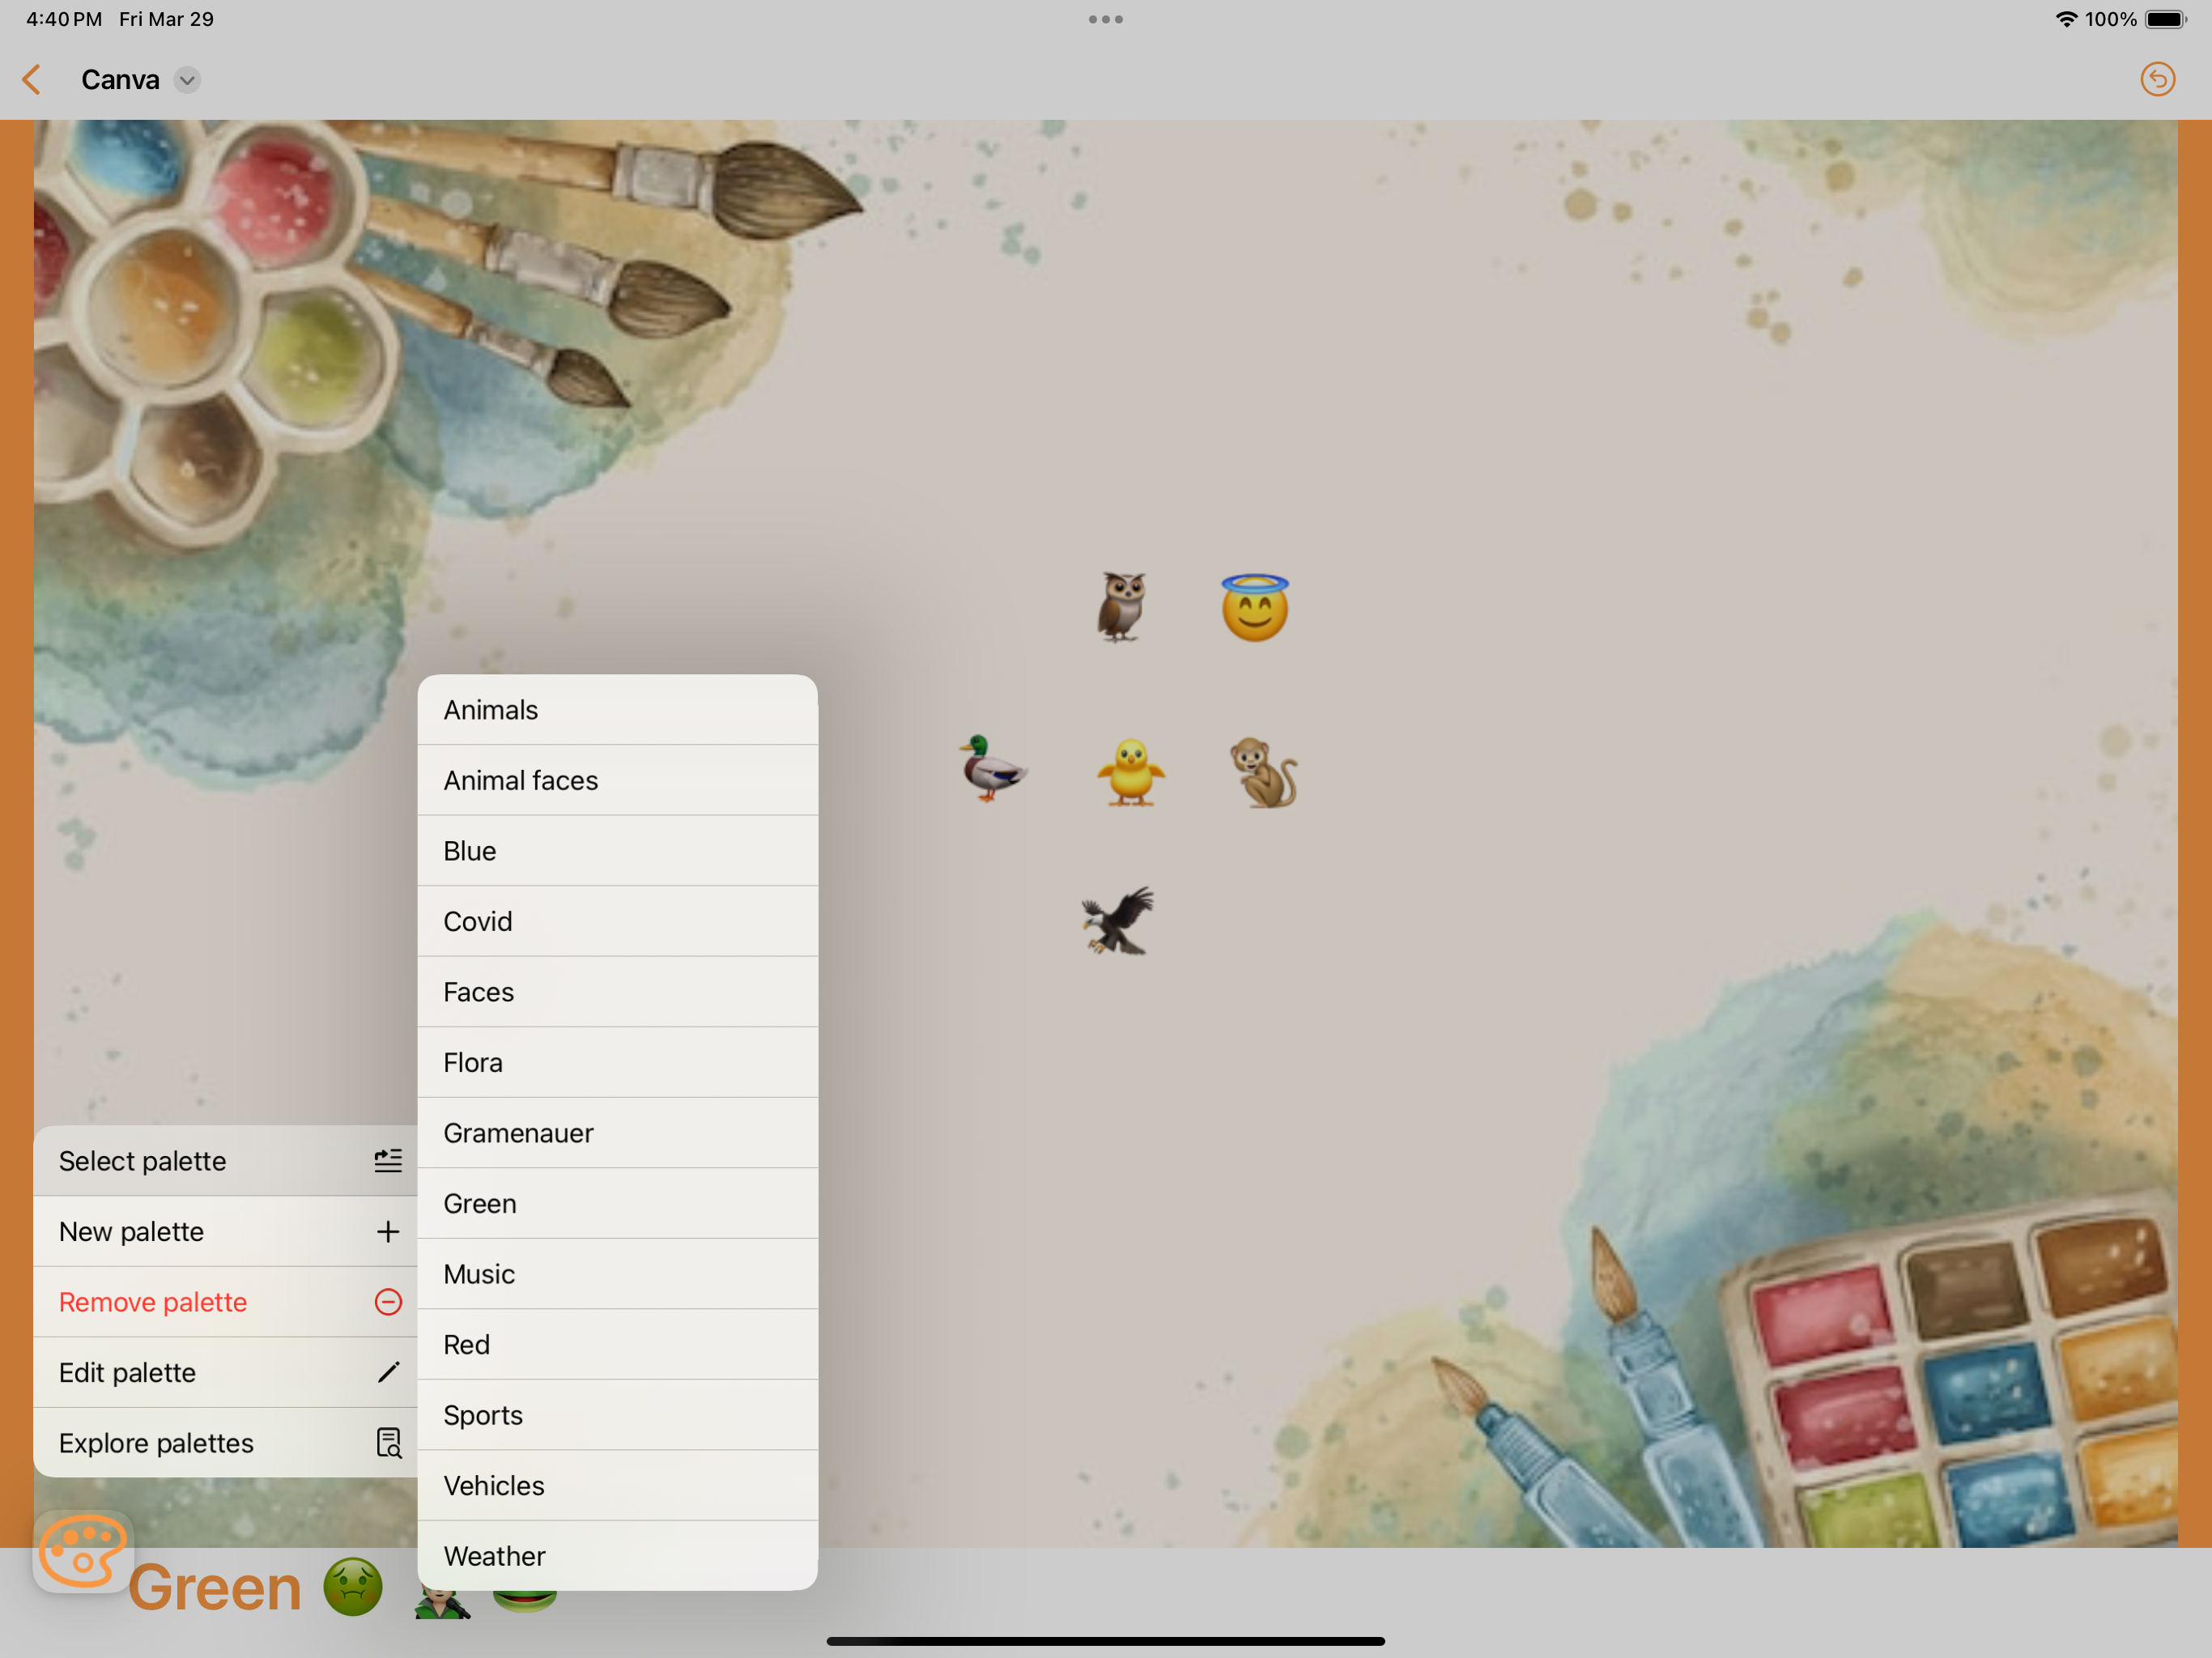 4:40 PM Fri Mar 29
100%
Canva
Animals
Animal faces
Blue
Covid
Faces
Flora
Gramenauer
Green
Music
Red
Sports
Vehicles
Weather
Select palette
New palette
Remove palette
Edit palette
Explore palettes
Green